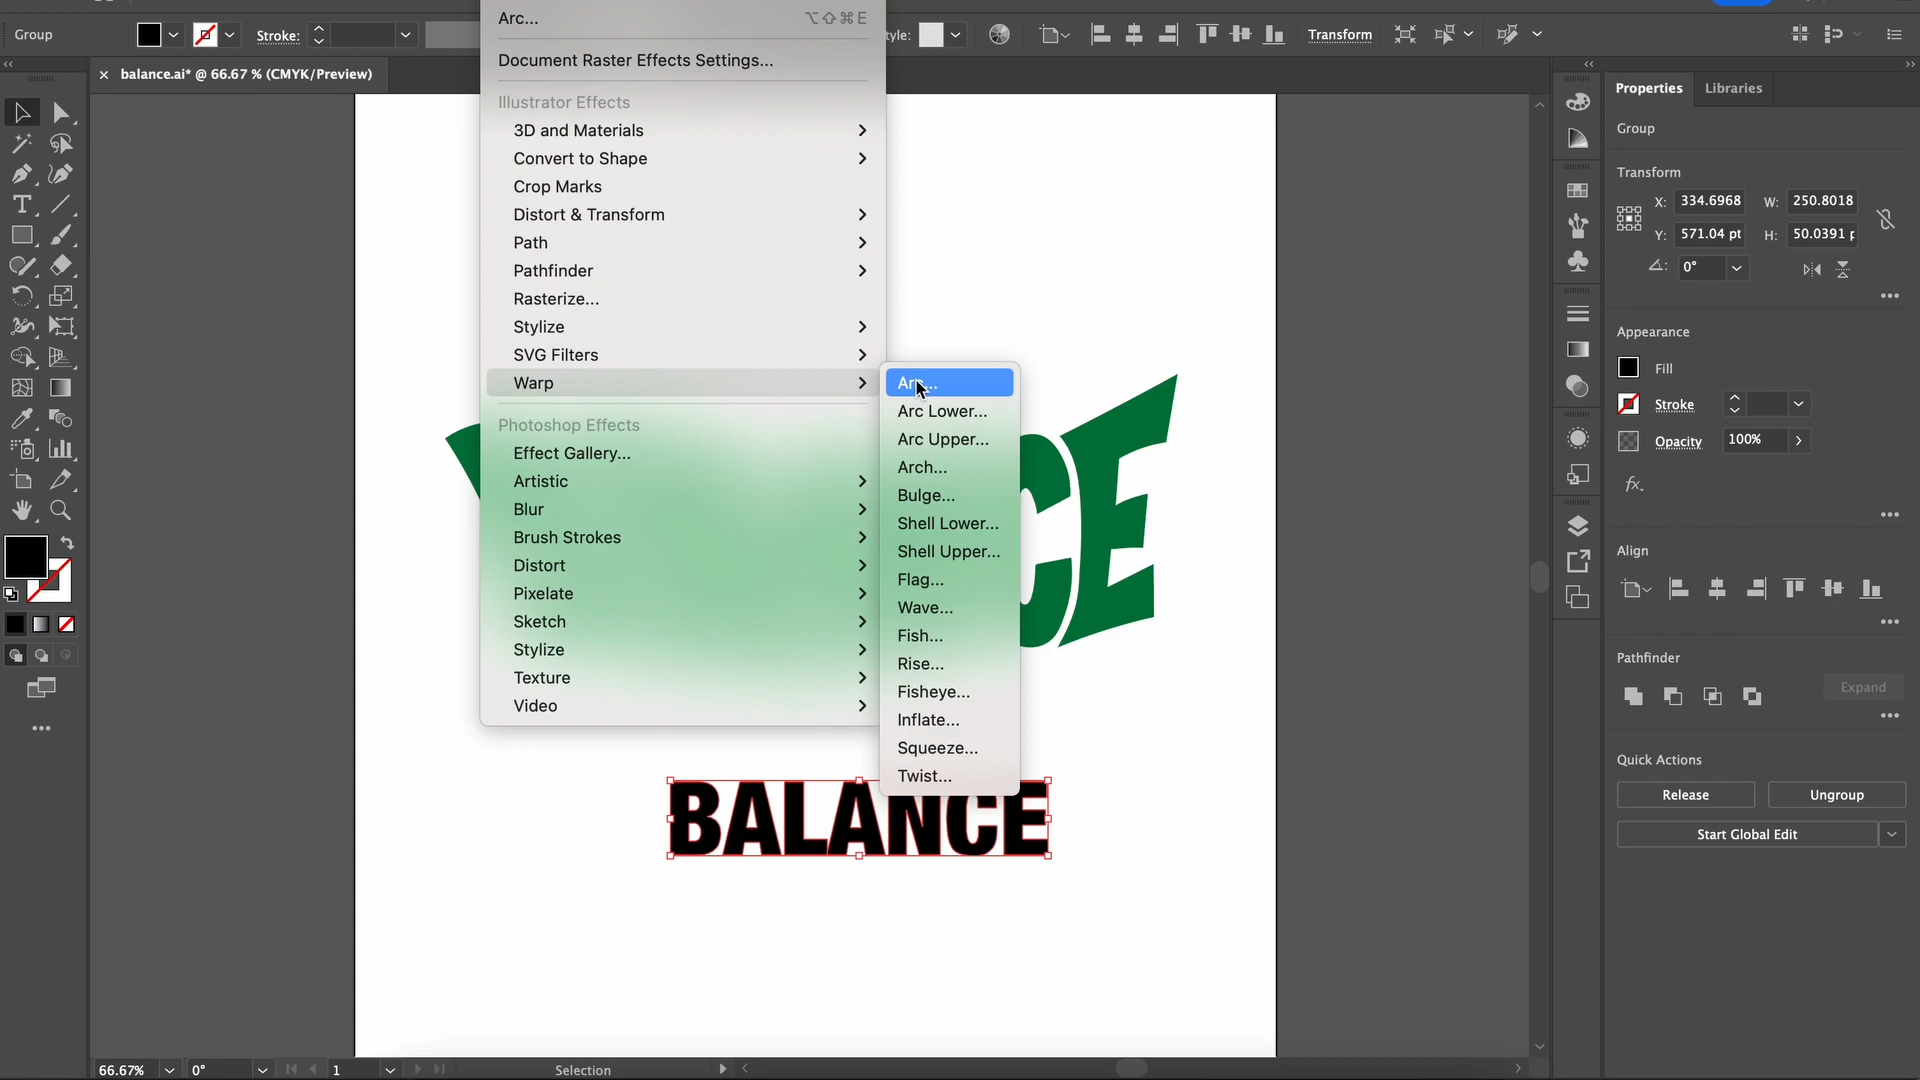 Arc... ⌥⇧⌘E
Group
Stroke:
tyle:
Transform
Document Raster Effects Settings...
balance.ai* @ 66.67 % (CMYK/Preview)
Properties
Libraries
Illustrator Effects
3D and Materials
Convert to Shape
Crop Marks
Distort & Transform
Path
Pathfinder
Rasterize...
Stylize
SVG Filters
Warp
Photoshop Effects
Effect Gallery...
Artistic
Blur
Brush Strokes
Distort
Pixelate
Sketch
Stylize
Texture
Video
Arc Lower...
Arc Upper...
Arch...
Bulge...
Shell Lower...
Shell Upper...
Flag...
Wave...
Fish...
Rise...
Fisheye...
Inflate...
Squeeze...
Twist...
CE
BALANCE
Group
Transform
X: 334.6968 W: 250.8018
Y: 571.04 pt H: 50.0391 p
0°
Appearance
Fill
Stroke
Opacity 100%
fx.
Align
Pathfinder
Expand
Quick Actions
Release Ungroup
Start Global Edit
66.67% 0° 1 Selection